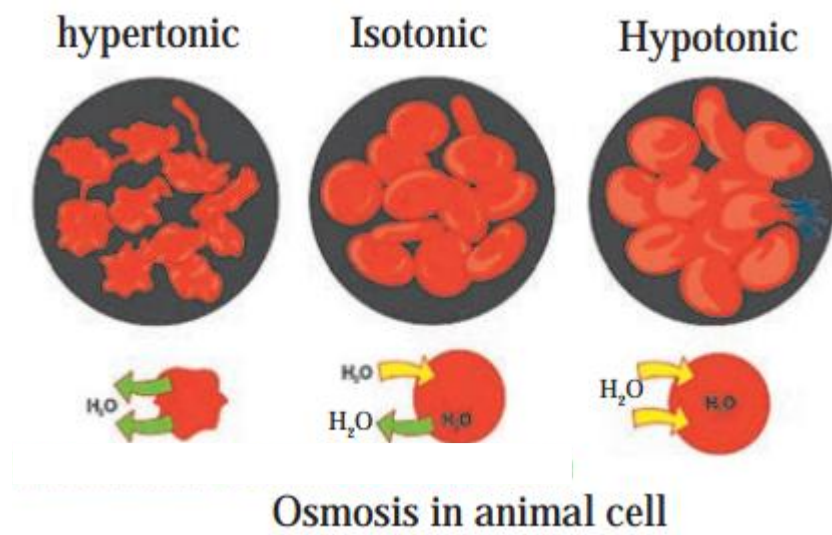 hypertonic Isotonic Hypotonic
H₂O
H₂O
H₂O H₂O
H₂O H₂O
Osmosis in animal cell